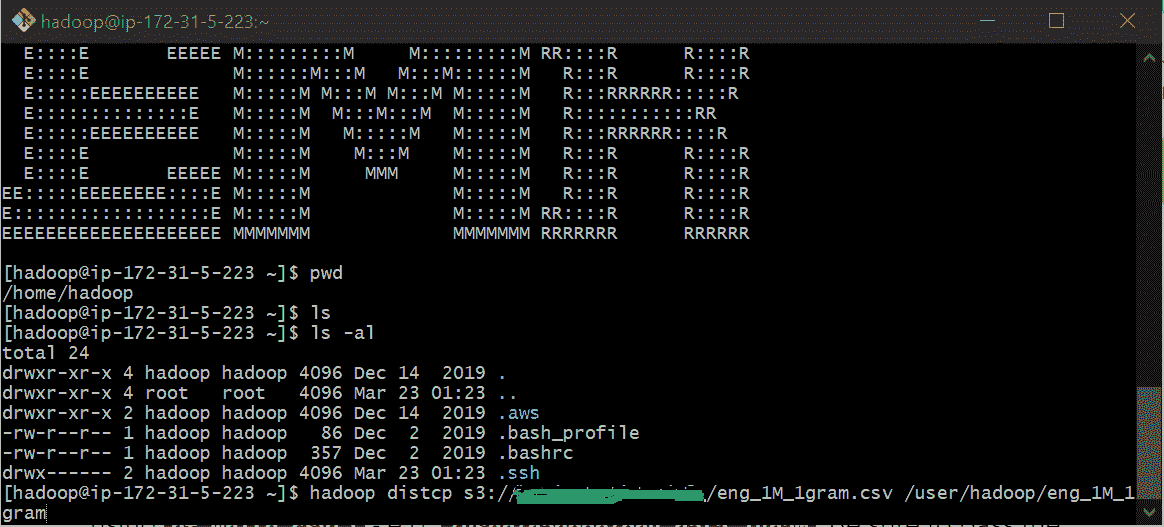 hadoop@ip-172-31-5-223:~
  E::::E       EEEEE M:::::::::M     M:::::::::M RR::::R      R::::R
  E::::E             M::::::M:::M   M:::M::::::M   R:::R      R::::R
  E:::::EEEEEEEEEE   M:::::M M:::M M:::M M:::::M   R:::RRRRRR:::::R
  E::::::::::::::E   M:::::M  M:::M:::M  M:::::M   R:::::::::::RR
  E:::::EEEEEEEEEE   M:::::M   M:::::M   M:::::M   R:::RRRRRR::::R
  E::::E             M:::::M    M:::M    M:::::M   R:::R      R::::R
  E::::E       EEEEE M:::::M     MMM     M:::::M   R:::R      R::::R
EE:::::EEEEEEEE::::E M:::::M             M:::::M   R:::R      R::::R
E::::::::::::::::::E M:::::M             M:::::M RR::::R      R::::R
EEEEEEEEEEEEEEEEEEEE MMMMMMM             MMMMMMM RRRRRRR      RRRRRR
[hadoop@ip-172-31-5-223 ~]$ pwd
/home/hadoop
[hadoop@ip-172-31-5-223 ~]$ ls
[hadoop@ip-172-31-5-223 ~]$ ls -al
total 24
drwxr-xr-x 4 hadoop hadoop 4096 Dec 14  2019 .
drwxr-xr-x 4 root   root   4096 Mar 23 01:23 ..
drwxr-xr-x 2 hadoop hadoop 4096 Dec 14  2019 .aws
-rw-r--r-- 1 hadoop hadoop   86 Dec  2  2019 .bash_profile
-rw-r--r-- 1 hadoop hadoop  357 Dec  2  2019 .bashrc
drwx------ 2 hadoop hadoop 4096 Mar 23 01:23 .ssh
[hadoop@ip-172-31-5-223 ~]$ hadoop distcp s3:// /eng_1M_1gram.csv /user/hadoop/eng_1M_1
gram